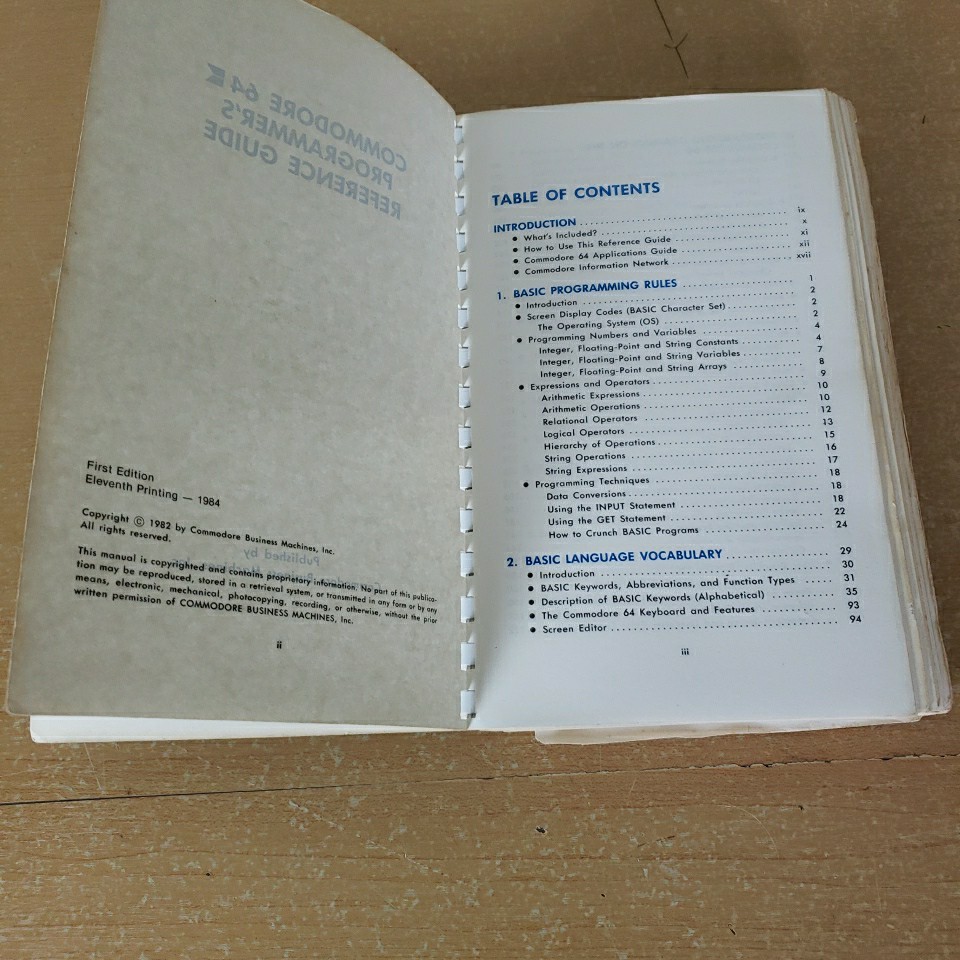 COMMODORE 64
PROGRAMMER'S
REFERENCE GUIDE
First Edition
Eleventh Printing — 1984
Copyright © 1982 by Commodore Business Machines, Inc.
All rights reserved.
Published by
This manual is copyrighted and contains proprietary information. No part of this publica-
tion may be reproduced, stored in a retrieval system, or transmitted in any form or by any
means, electronic, mechanical, photocopying, recording, or otherwise, without the prior
written permission of COMMODORE BUSINESS MACHINES, Inc.
ii
TABLE OF CONTENTS
INTRODUCTION ix
• What's Included? x
• How to Use This Reference Guide xi
• Commodore 64 Applications Guide xii
• Commodore Information Network xvii
1. BASIC PROGRAMMING RULES 1
• Introduction 2
• Screen Display Codes (BASIC Character Set) 2
The Operating System (OS) 2
• Programming Numbers and Variables 4
Integer, Floating-Point and String Constants 4
Integer, Floating-Point and String Variables 7
Integer, Floating-Point and String Arrays 8
• Expressions and Operators 9
Arithmetic Expressions 10
Arithmetic Operations 10
Relational Operators 12
Logical Operators 13
Hierarchy of Operations 15
String Operations 16
String Expressions 17
• Programming Techniques 18
Data Conversions 18
Using the INPUT Statement 18
Using the GET Statement 22
How to Crunch BASIC Programs 24
2. BASIC LANGUAGE VOCABULARY 29
• Introduction 30
• BASIC Keywords, Abbreviations, and Function Types 31
• Description of BASIC Keywords (Alphabetical) 35
• The Commodore 64 Keyboard and Features 93
• Screen Editor 94
iii